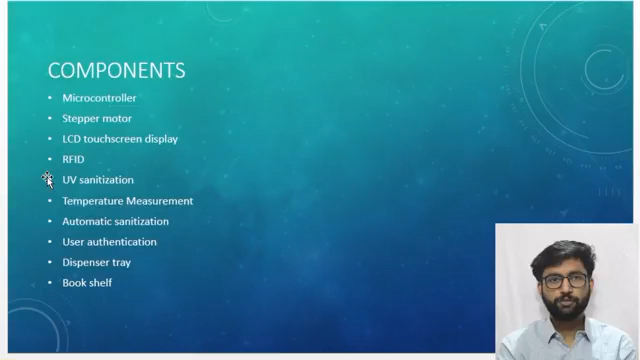 COMPONENTS
• Microcontroller
• Stepper motor
• LCD touchscreen display
• RFID
• UV sanitization
• Temperature Measurement
• Automatic sanitization
• User authentication
• Dispenser tray
• Book shelf